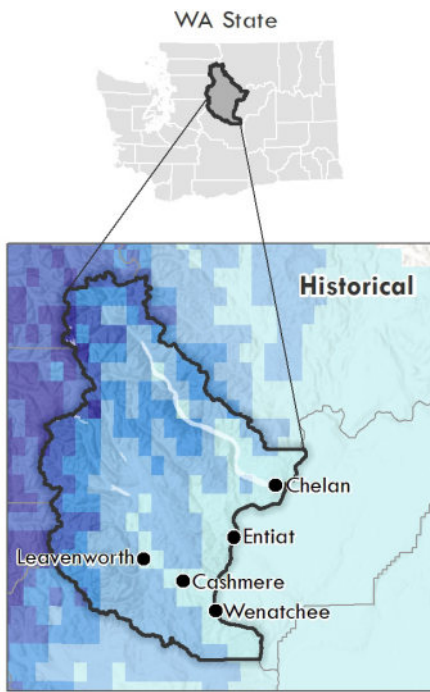 WA State
Historical
Chelan
Entiat
Leavenworth
Cashmere
Wenatchee